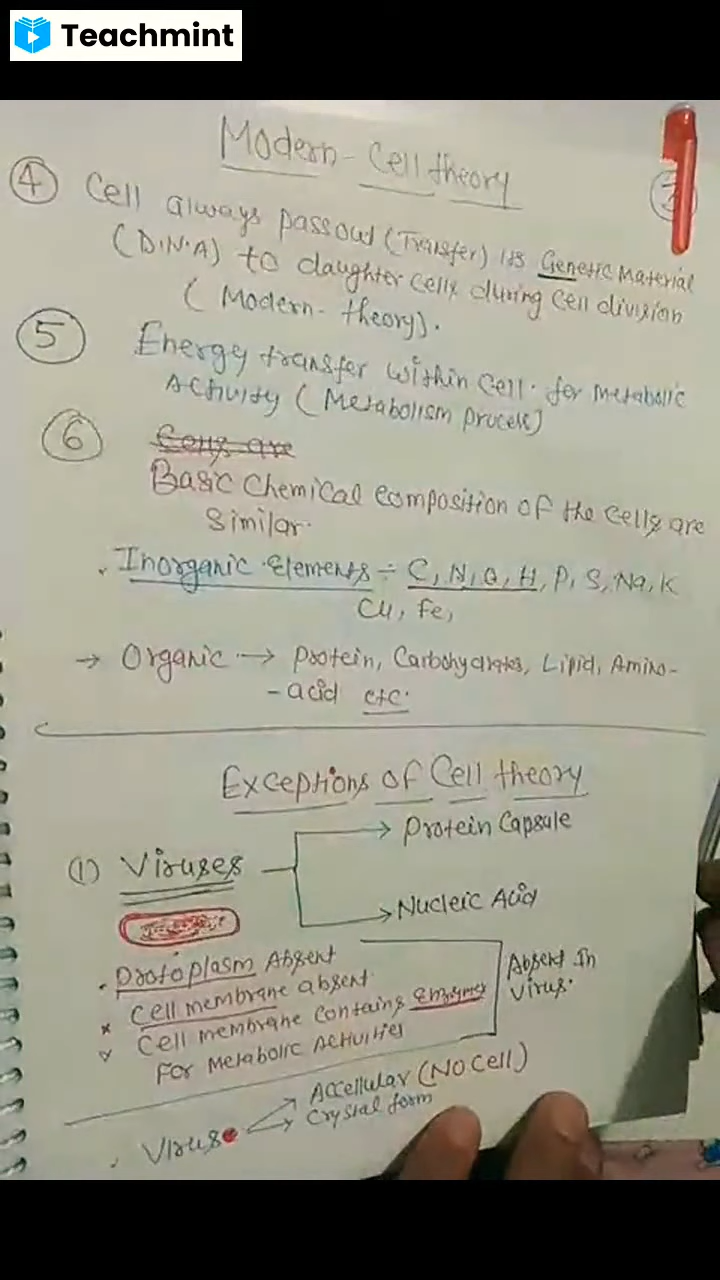 Teachmint
Modern- Cell theory
④ Cell always passout (Transfer) its Genetic Material
(D.N.A) to daughter cells during cell division
(Modern- theory).
⑤ Energy transfer within cell. for metabolic
Activity (Metabolism Process)
⑥ Cells are
Basic Chemical composition of the cells are
Similar.
. Inorganic Elements ÷ C, N, O, H, P, S, Na, K
Cu, Fe,
→ Organic → Protein, Carbohydrates, Lipid, Amino-
- acid etc.
Exceptions of Cell theory
(1) Viruses
Protein Capsule
Nucleic Acid
. Protoplasm Absent
x Cell membrane absent
Cell membrane Contains Enzymes
For Metabolic Activities
Absent In
Virus.
. Virus
Accellular (NO Cell)
Crystal form